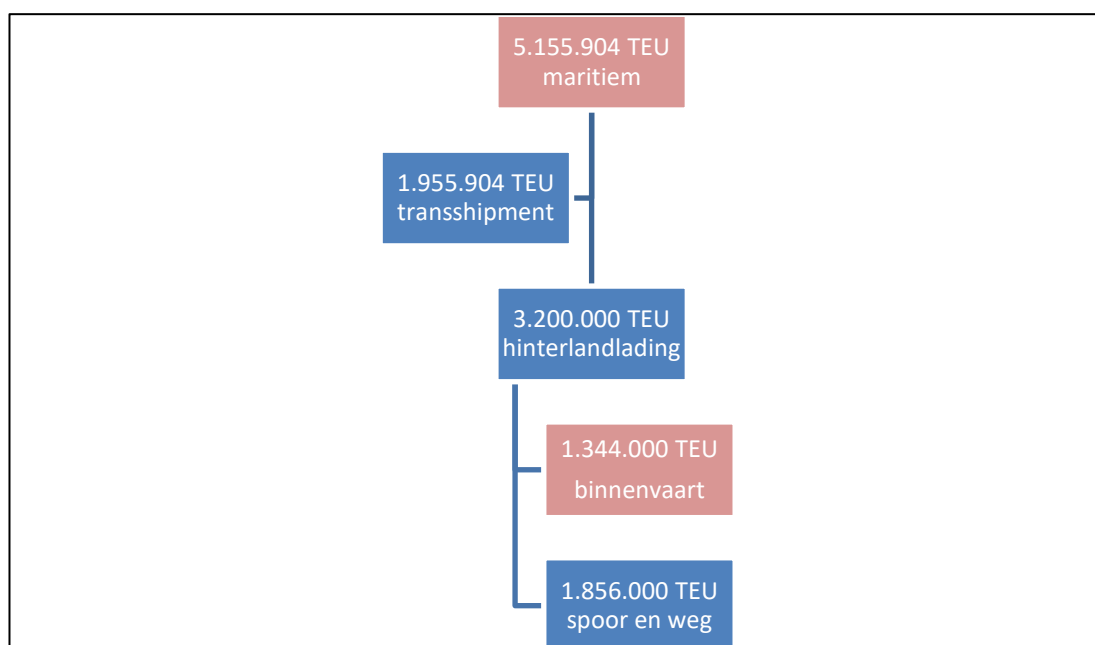 5.155.904 TEU
maritiem
1.955.904 TEU
transshipment
3.200.000 TEU
hinterlandlading
1.344.000 TEU
binnenvaart
1.856.000 TEU
spoor en weg